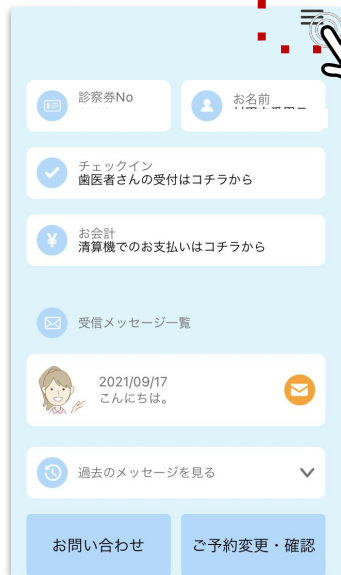 診察券No
お名前
チェックイン
歯医者さんの受付はコチラから
お会計
清算機でのお支払いはコチラから
受信メッセージ一覧
2021/09/17
こんにちは。
過去のメッセージを見る
お問い合わせ
ご予約変更・確認